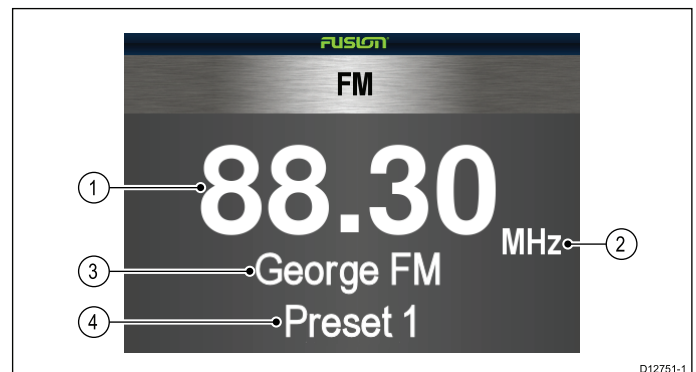 FUSION
FM
1
88.30
MHz
2
3
George FM
4
Preset 1
D12751-1